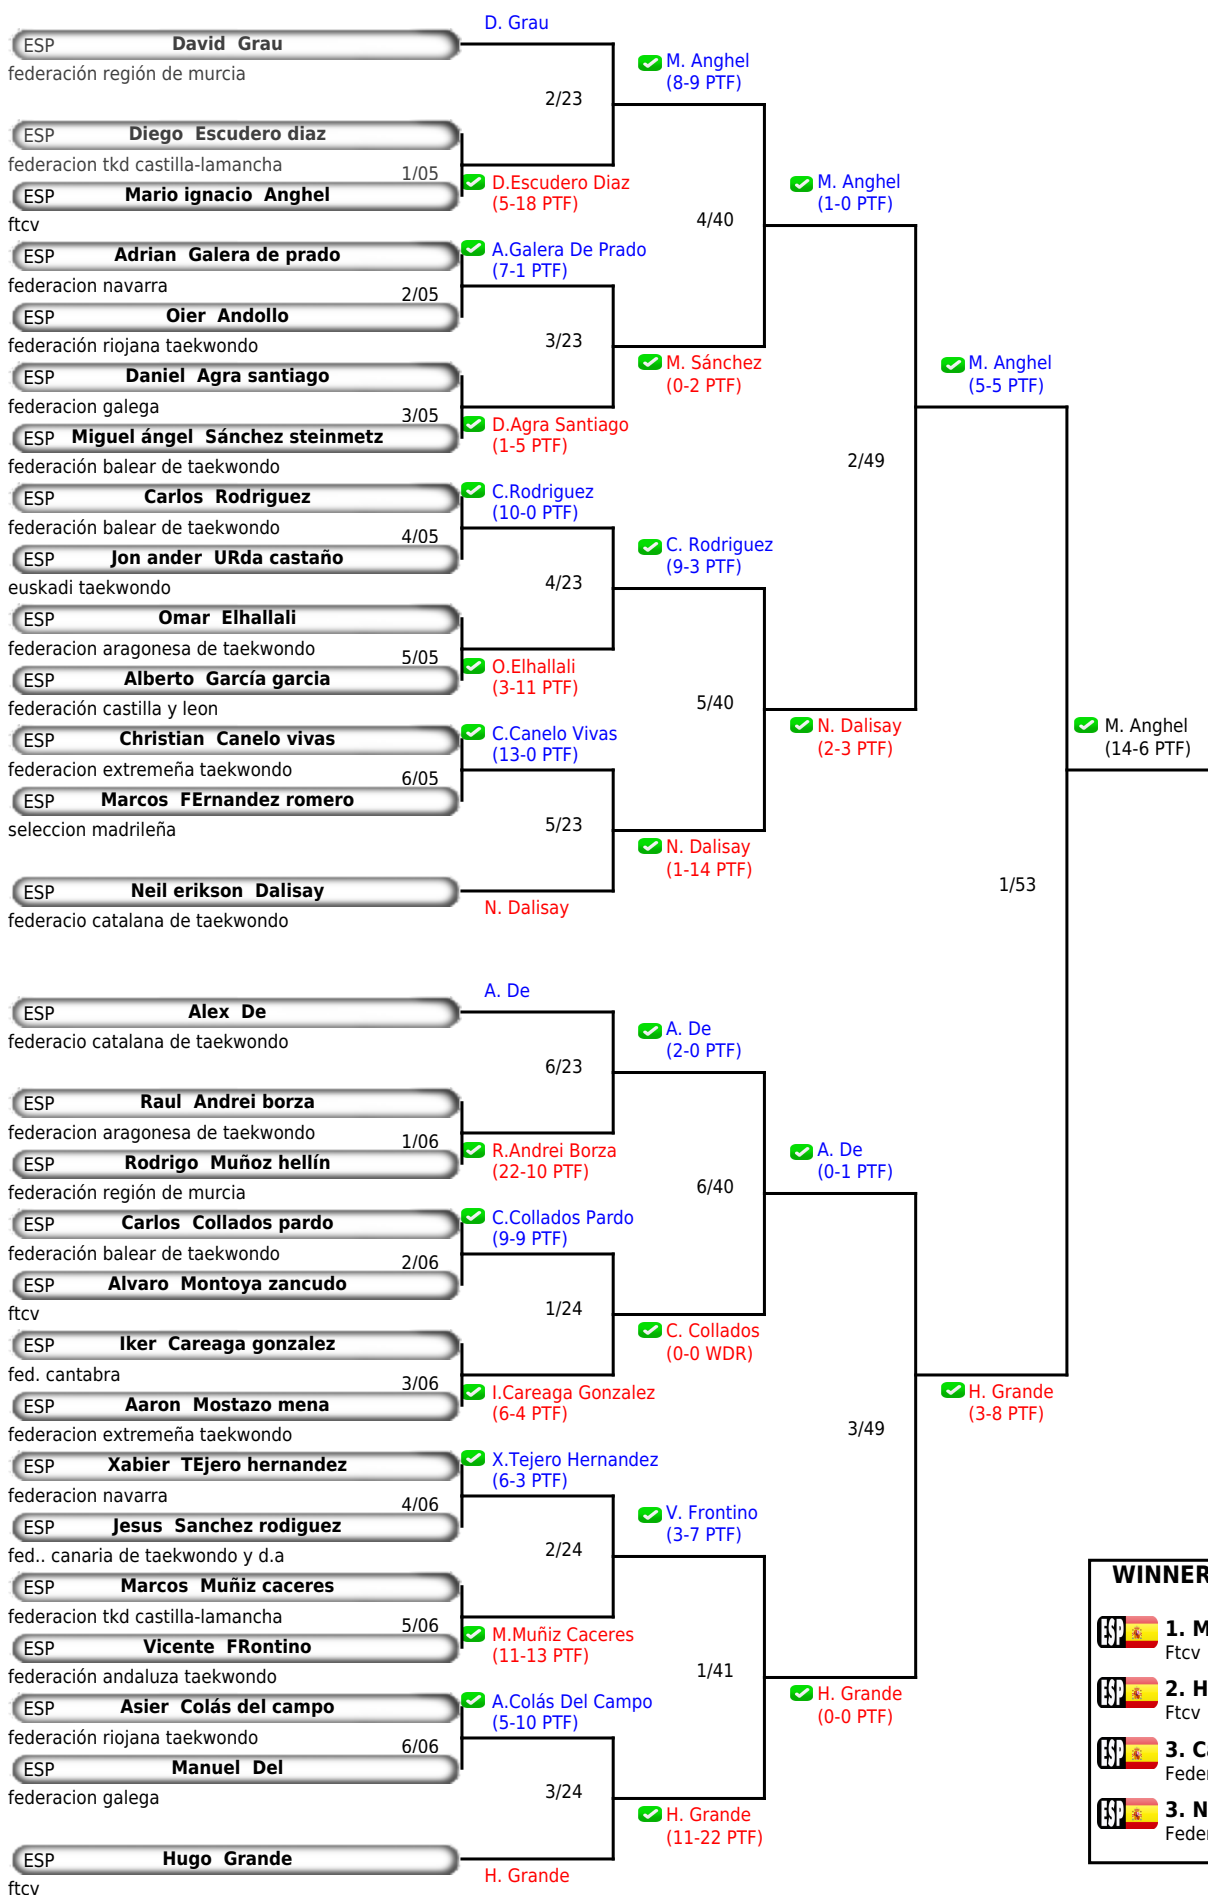 D. Grau
ESP David Grau
federación región de murcia
M. Anghel
(8-9 PTF)
2/23
ESP Diego Escudero diaz
federacion tkd castilla-lamancha
1/05
ESP Mario ignacio Anghel
ftcv
D.Escudero Diaz
(5-18 PTF)
M. Anghel
(1-0 PTF)
4/40
ESP Adrian Galera de prado
federacion navarra
A.Galera De Prado
(7-1 PTF)
2/05
ESP Oier Andollo
federación riojana taekwondo
3/23
M. Sánchez
(0-2 PTF)
M. Anghel
(5-5 PTF)
ESP Daniel Agra santiago
federacion galega
3/05
ESP Miguel ángel Sánchez steinmetz
federación balear de taekwondo
D.Agra Santiago
(1-5 PTF)
2/49
ESP Carlos Rodriguez
federación balear de taekwondo
C.Rodriguez
(10-0 PTF)
4/05
ESP Jon ander URda castaño
euskadi taekwondo
C. Rodriguez
(9-3 PTF)
4/23
ESP Omar Elhallali
federacion aragonesa de taekwondo
5/05
ESP Alberto García garcia
federación castilla y leon
O.Elhallali
(3-11 PTF)
5/40
N. Dalisay
(2-3 PTF)
M. Anghel
(14-6 PTF)
ESP Christian Canelo vivas
federacion extremeña taekwondo
C.Canelo Vivas
(13-0 PTF)
6/05
ESP Marcos FErnandez romero
seleccion madrileña
5/23
N. Dalisay
(1-14 PTF)
1/53
ESP Neil erikson Dalisay
federacio catalana de taekwondo
N. Dalisay
A. De
ESP Alex De
federacio catalana de taekwondo
A. De
(2-0 PTF)
6/23
ESP Raul Andrei borza
federacion aragonesa de taekwondo
1/06
ESP Rodrigo Muñoz hellín
federación región de murcia
R.Andrei Borza
(22-10 PTF)
A. De
(0-1 PTF)
6/40
ESP Carlos Collados pardo
federación balear de taekwondo
C.Collados Pardo
(9-9 PTF)
2/06
ESP Alvaro Montoya zancudo
ftcv
1/24
C. Collados
(0-0 WDR)
ESP Iker Careaga gonzalez
fed. cantabra
3/06
ESP Aaron Mostazo mena
federacion extremeña taekwondo
I.Careaga Gonzalez
(6-4 PTF)
H. Grande
(3-8 PTF)
3/49
ESP Xabier TEjero hernandez
federacion navarra
X.Tejero Hernandez
(6-3 PTF)
4/06
ESP Jesus Sanchez rodiguez
fed.. canaria de taekwondo y d.a
V. Frontino
(3-7 PTF)
2/24
ESP Marcos Muñiz caceres
federacion tkd castilla-lamancha
5/06
ESP Vicente FRontino
federación andaluza taekwondo
M.Muñiz Caceres
(11-13 PTF)
1/41
H. Grande
(0-0 PTF)
ESP Asier Colás del campo
federación riojana taekwondo
A.Colás Del Campo
(5-10 PTF)
6/06
ESP Manuel Del
federacion galega
3/24
H. Grande
(11-22 PTF)
ESP Hugo Grande
ftcv
H. Grande
WINNER
ESP 1. M
Ftcv
ESP 2. H
Ftcv
ESP 3. Ca
Feder
ESP 3. N
Feder